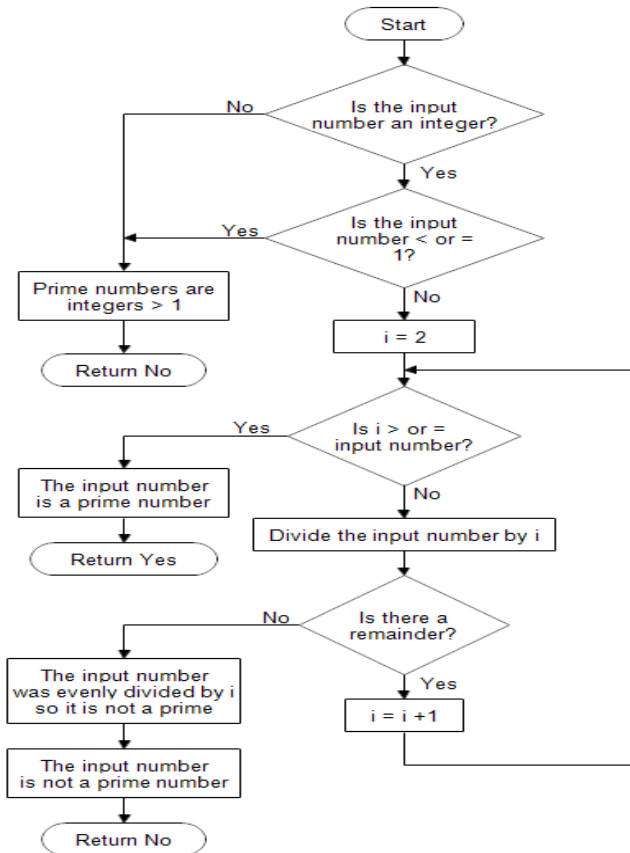 Start
Is the input
number an integer?
No
Yes
Is the input
number < or =
1?
Yes
No
Prime numbers are
integers > 1
Return No
i = 2
Is i > or =
input number?
Yes
No
The input number
is a prime number
Return Yes
Divide the input number by i
Is there a
remainder?
No
Yes
The input number
was evenly divided by i
so it is not a prime
i = i +1
The input number
is not a prime number
Return No